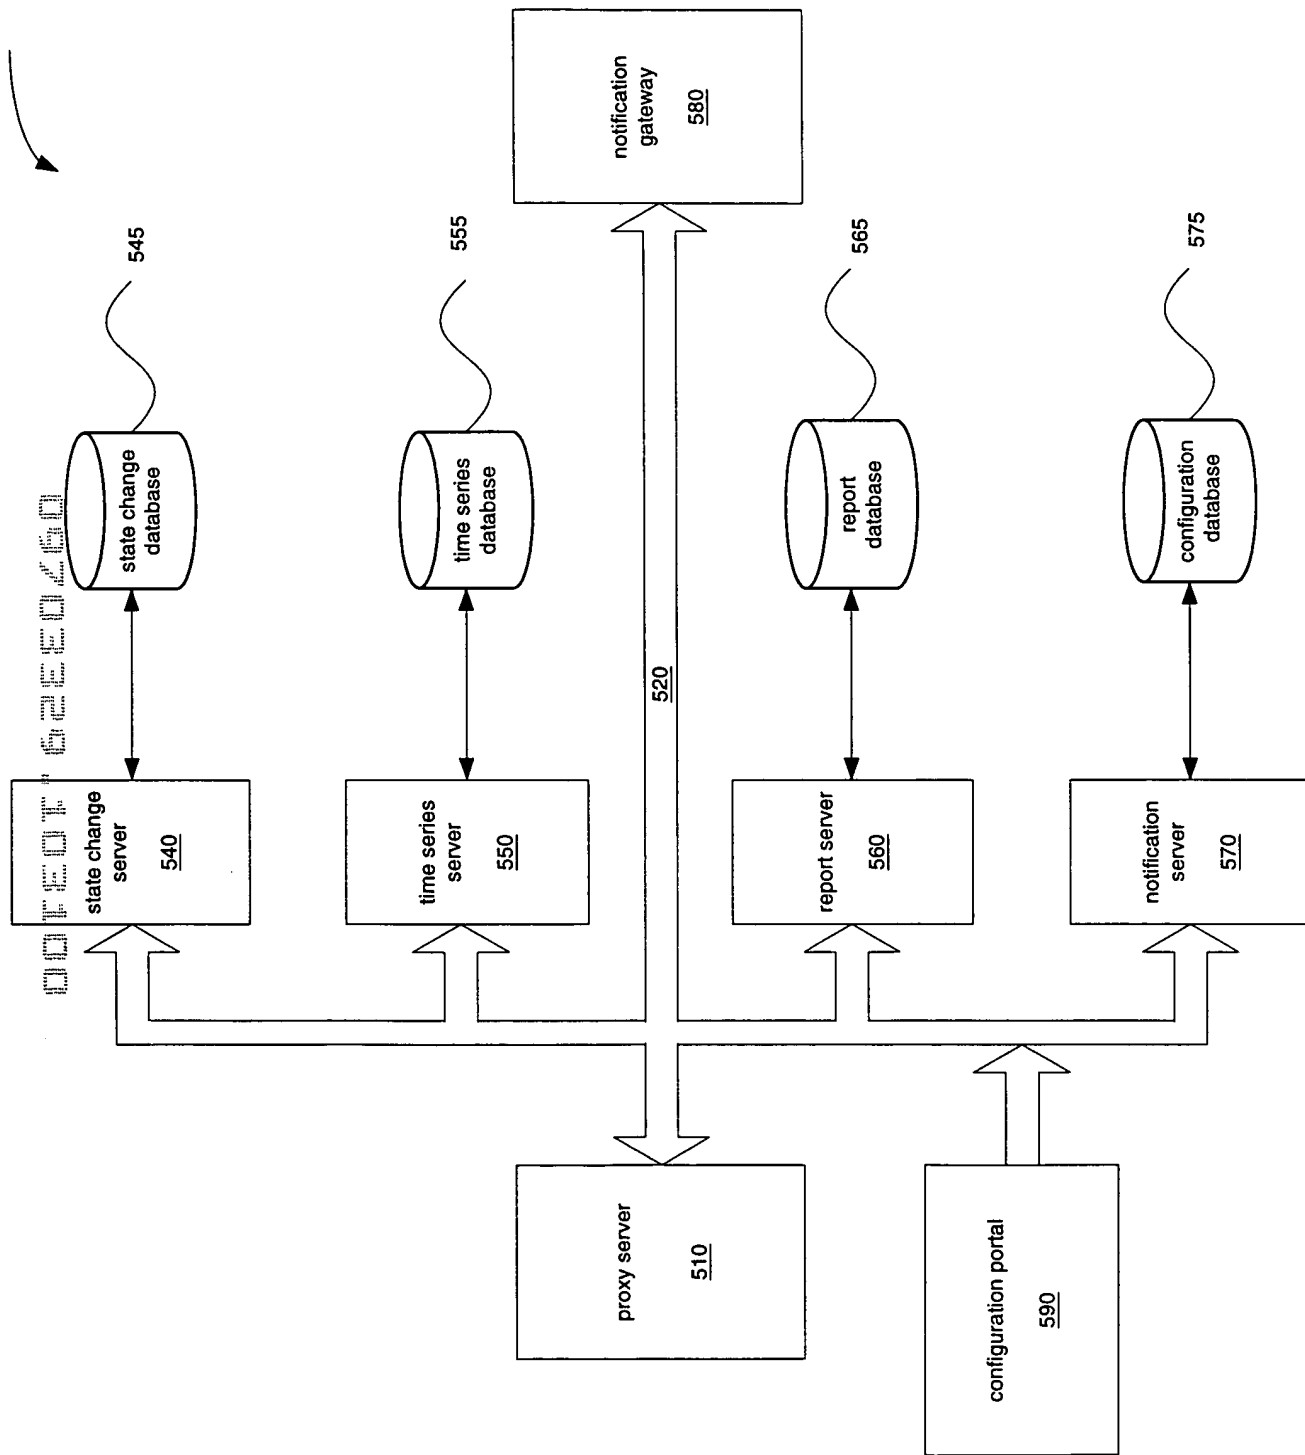 state change
server
540
state change
database
545
time series
server
550
time series
database
555
proxy server
510
520
notification
gateway
580
report server
560
report
database
565
configuration portal
590
notification
server
570
configuration
database
575